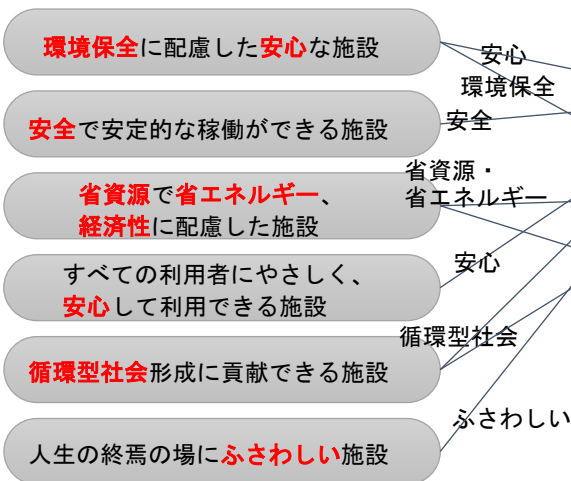 環境保全に配慮した安心な施設
安心
環境保全
安全で安定的な稼働ができる施設
安全
省資源・
省エネルギー
省資源で省エネルギー、
経済性に配慮した施設
すべての利用者にやさしく、
安心して利用できる施設
安心
循環型社会
循環型社会形成に貢献できる施設
人生の終焉の場にふさわしい施設
ふさわしい